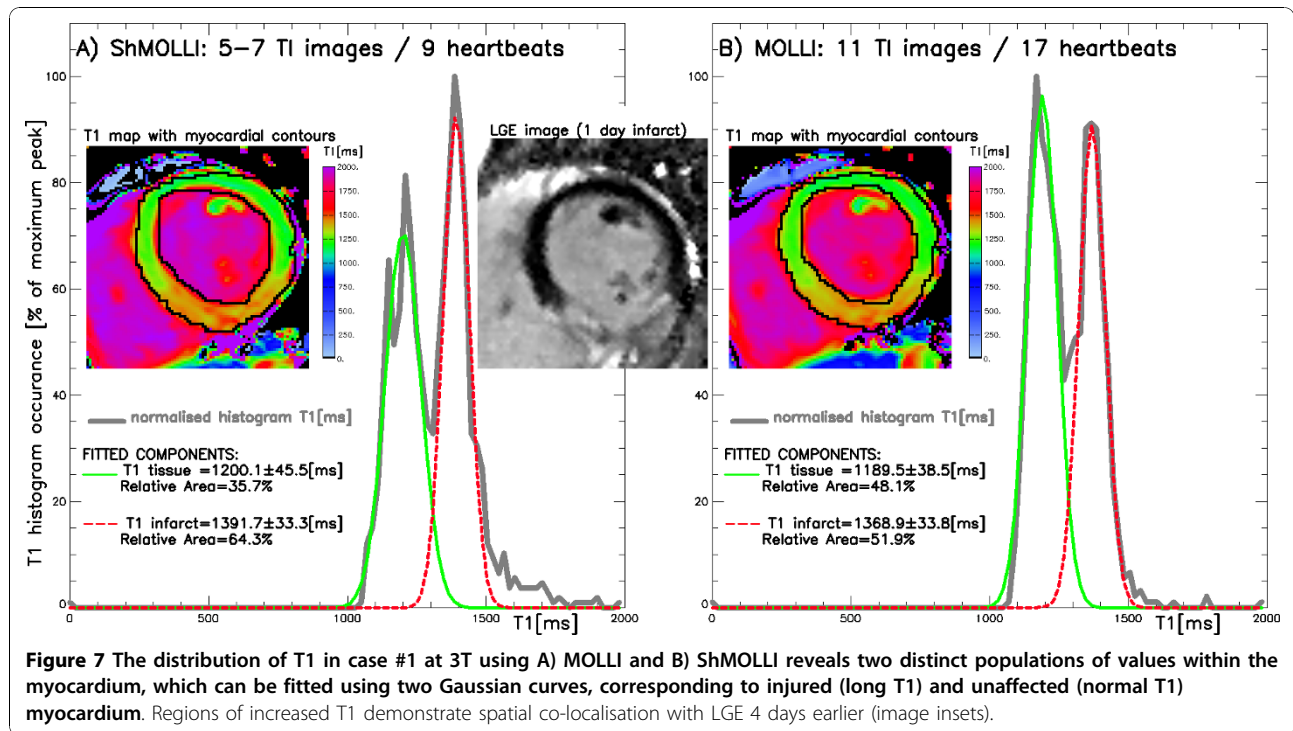 A) ShMOLLI: 5-7 TI images / 9 heartbeats
T1 map with myocardial contours
T1[ms]
2000.
1750.
1500.
1250.
1000.
750.
500.
250.
0.
LGE image (1 day infarct)
T1 histogram occurance [% of maximum peak]
100
80
60
40
20
0
normalised histogram T1[ms]
FITTED COMPONENTS:
T1 tissue =1200.1±45.5[ms]
Relative Area=35.7%
T1 infarct=1391.7±33.3[ms]
Relative Area=64.3%
0 500 1000 1500 2000
T1[ms]
B) MOLLI: 11 TI images / 17 heartbeats
T1 map with myocardial contours
T1[ms]
2000.
1750.
1500.
1250.
1000.
750.
500.
250.
0.
100
80
60
40
20
0
normalised histogram T1[ms]
FITTED COMPONENTS:
T1 tissue =1189.5±38.5[ms]
Relative Area=48.1%
T1 infarct=1368.9±33.8[ms]
Relative Area=51.9%
0 500 1000 1500 2000
T1[ms]
Figure 7 The distribution of T1 in case #1 at 3T using A) MOLLI and B) ShMOLLI reveals two distinct populations of values within the
myocardium, which can be fitted using two Gaussian curves, corresponding to injured (long T1) and unaffected (normal T1)
myocardium. Regions of increased T1 demonstrate spatial co-localisation with LGE 4 days earlier (image insets).